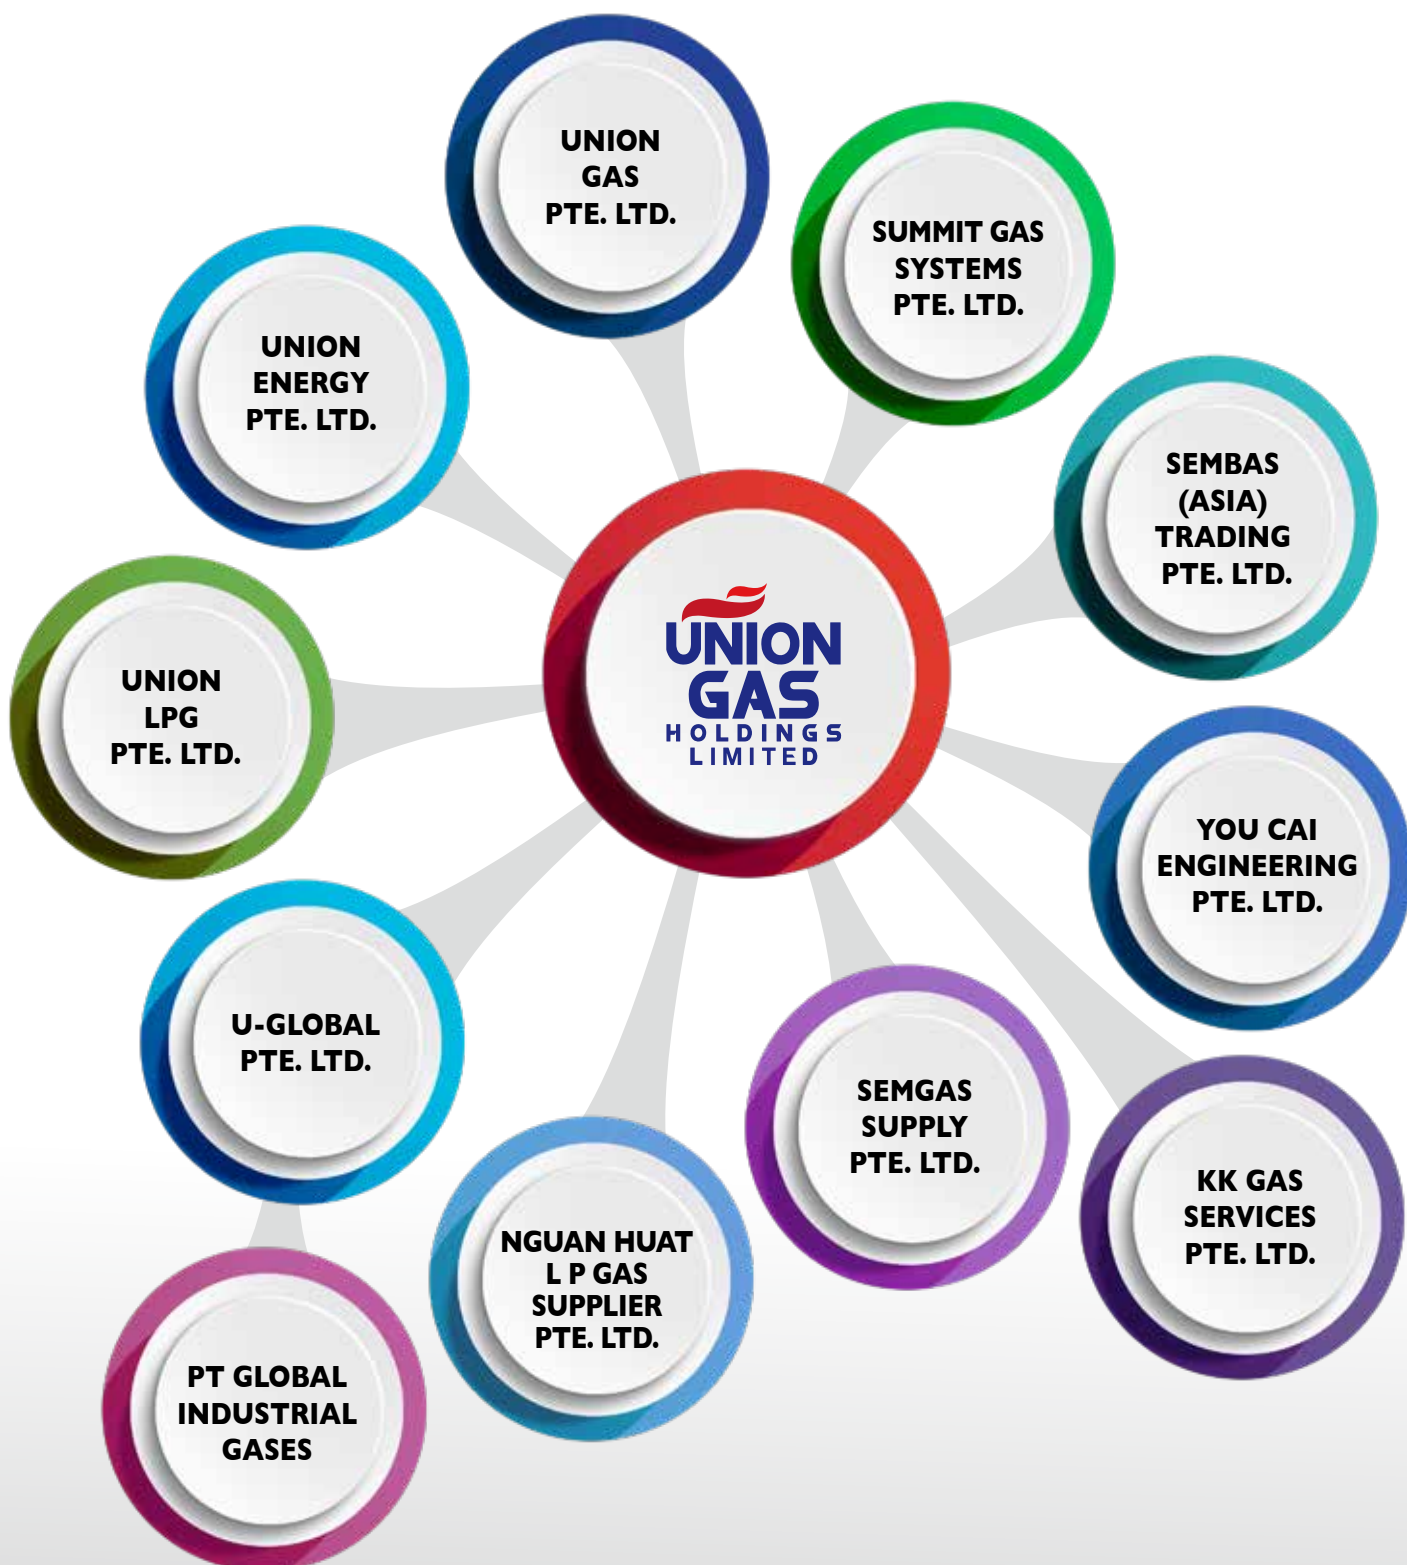 UNION
GAS
PTE. LTD.
SUMMIT GAS
SYSTEMS
PTE. LTD.
UNION
ENERGY
PTE. LTD.
SEMBAS
(ASIA)
TRADING
PTE. LTD.
UNION
GAS
HOLDINGS
LIMITED
UNION
LPG
PTE. LTD.
YOU CAI
ENGINEERING
PTE. LTD.
U-GLOBAL
PTE. LTD.
SEMGAS
SUPPLY
PTE. LTD.
KK GAS
SERVICES
PTE. LTD.
NGUAN HUAT
L P GAS
SUPPLIER
PTE. LTD.
PT GLOBAL
INDUSTRIAL
GASES